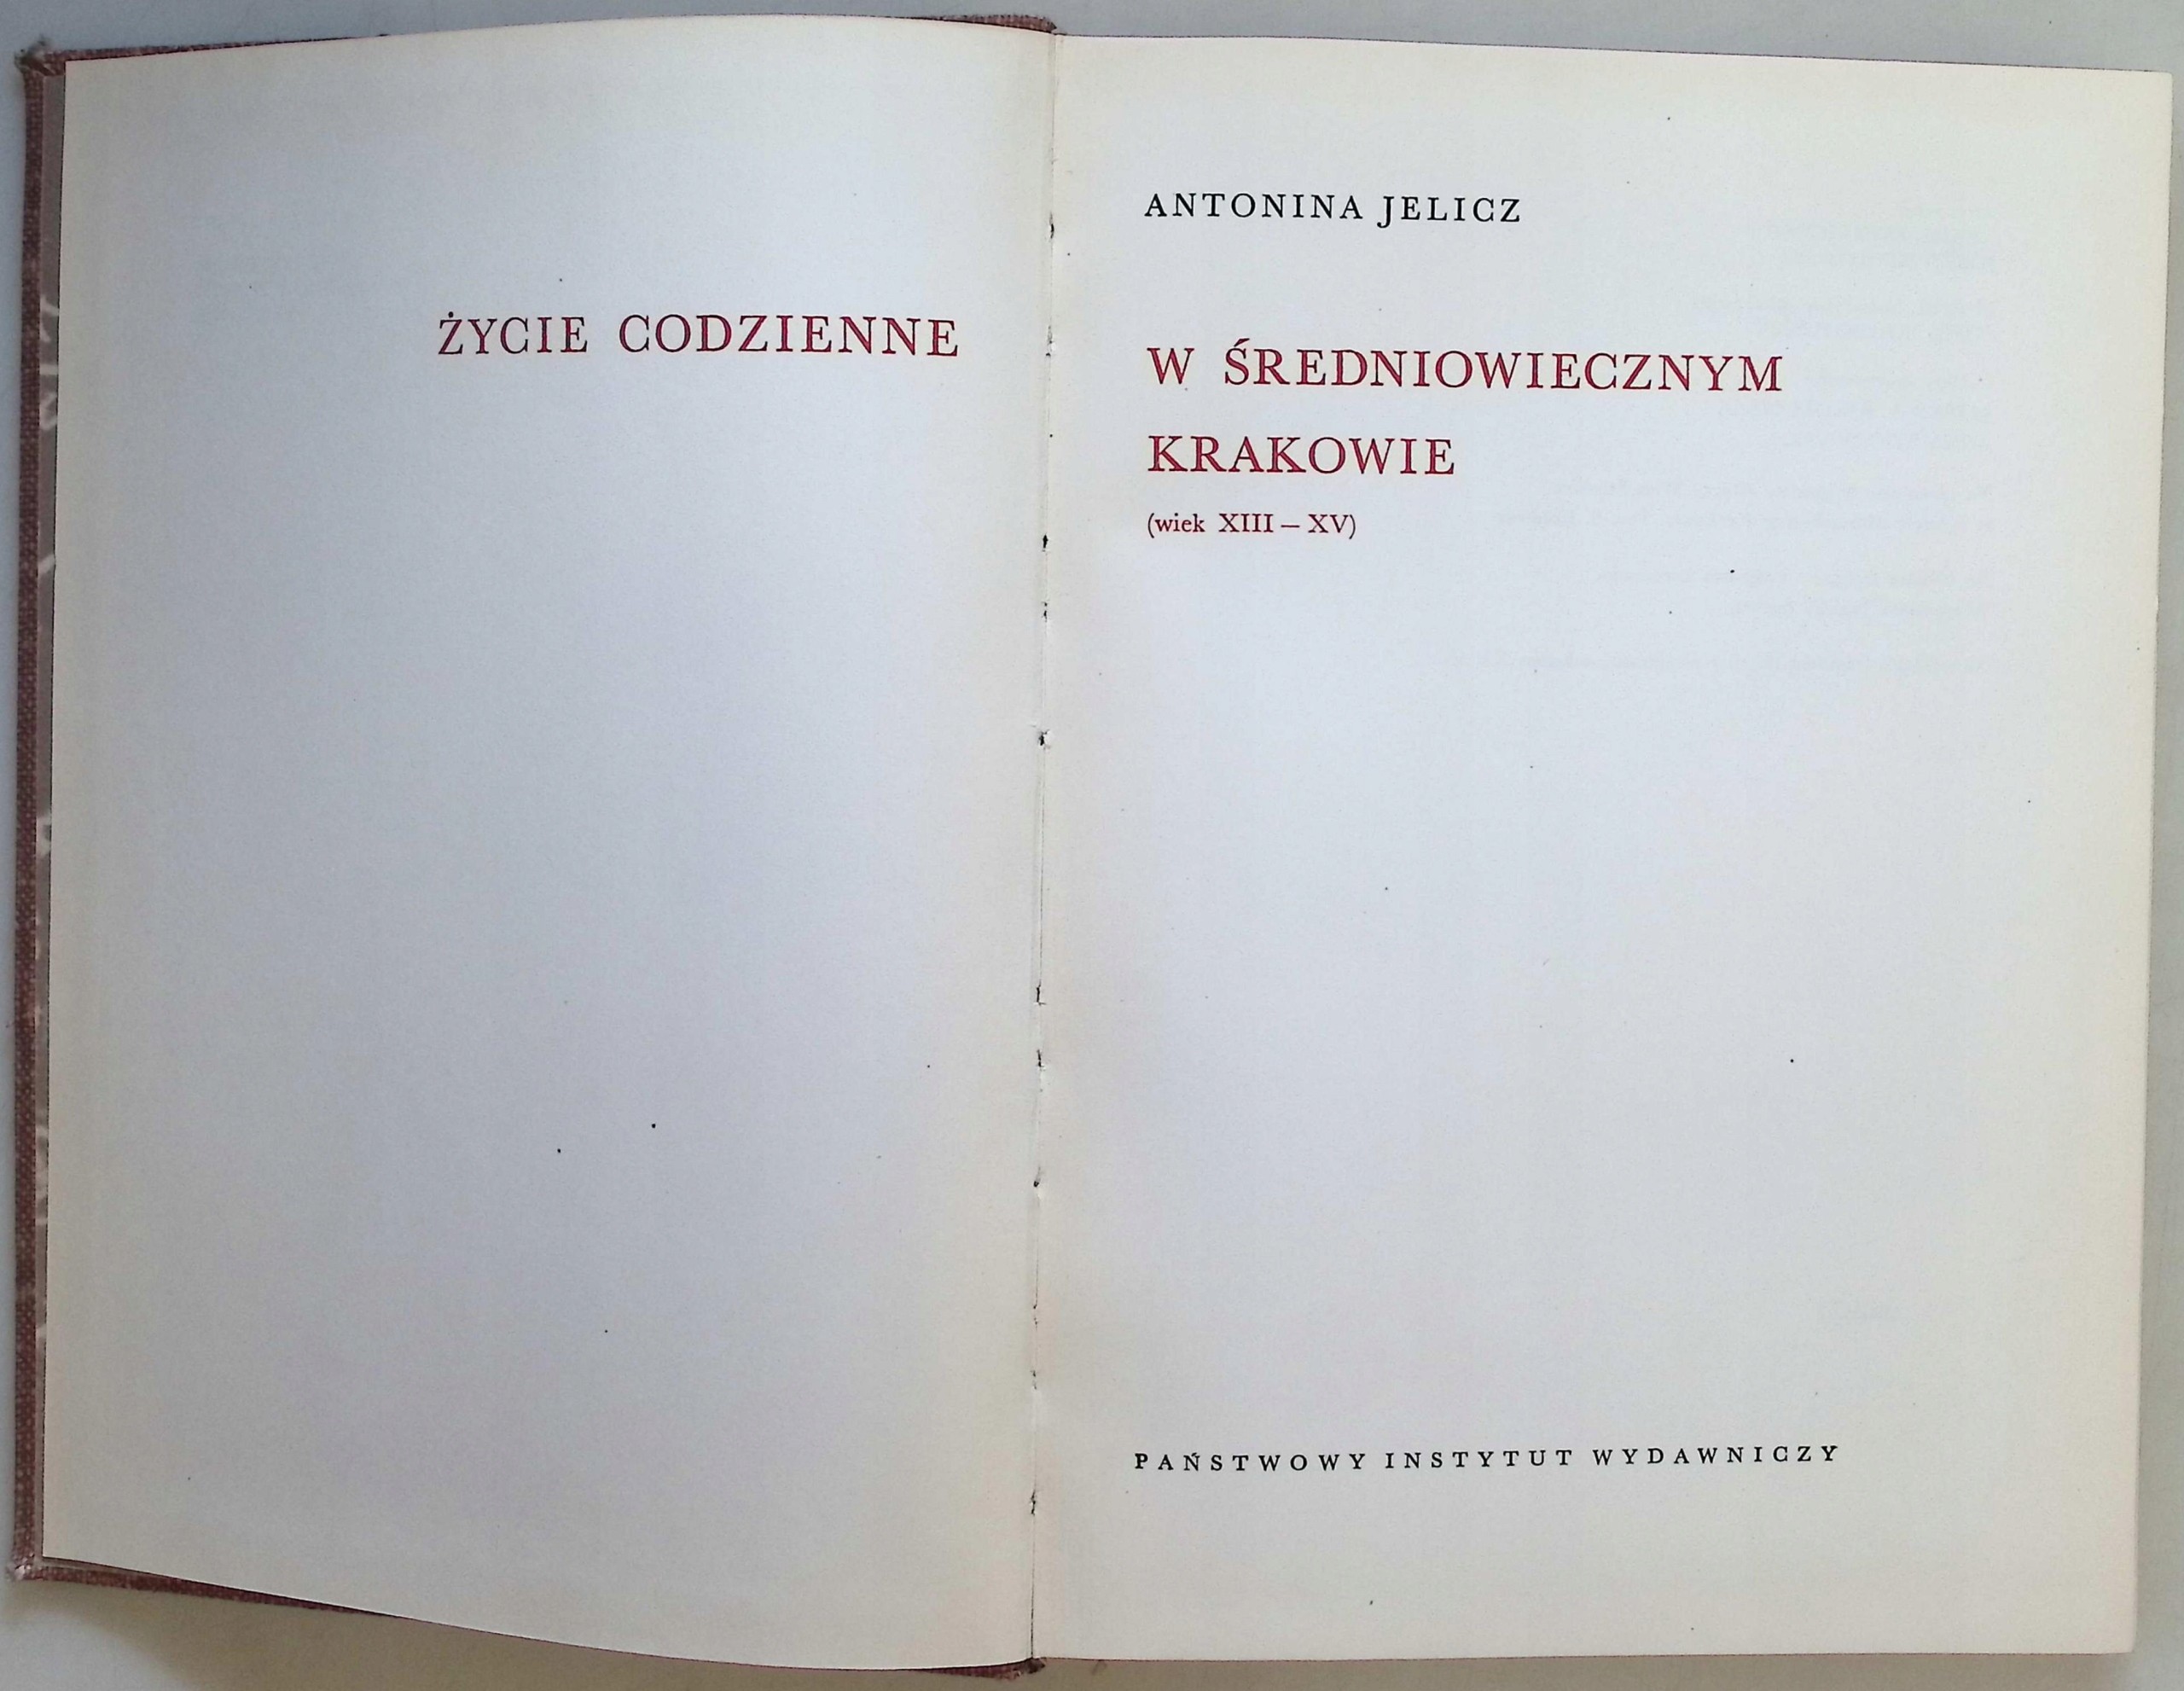 ŻYCIE CODZIENNE
ANTONINA JELICZ
W ŚREDNIOWIECZNYM
KRAKOWIE
(wiek XIII – XV)
PAŃSTWOWY INSTYTUT WYDAWNICZY